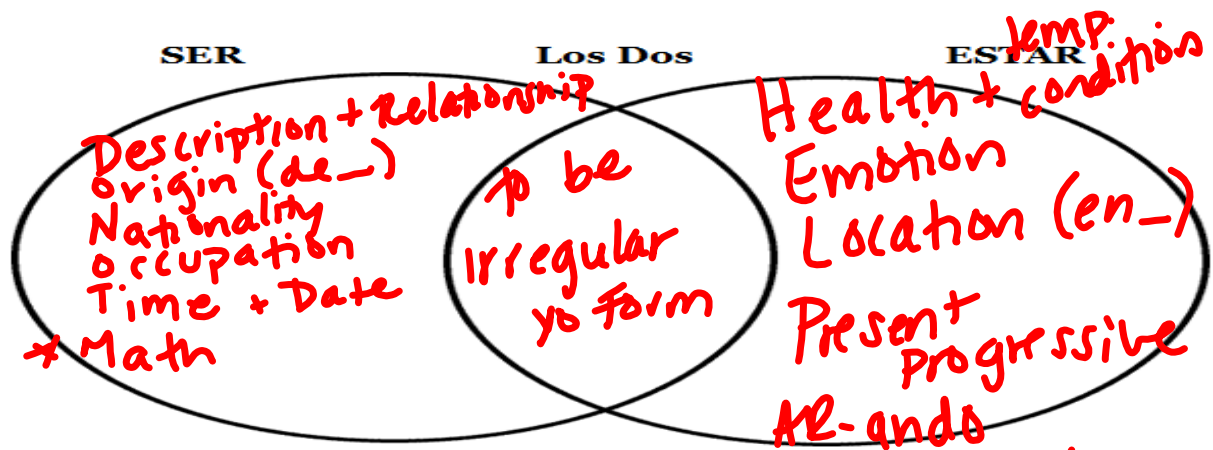 SER Los Dos ESTAR
Description + Relationship
Origin (de_)
Nationality
Occupation
Time + Date
* Math
to be
Irregular
yo Form
Health + temp. condition
Emotion
Location (en_)
Present
Progressive
AR-ando